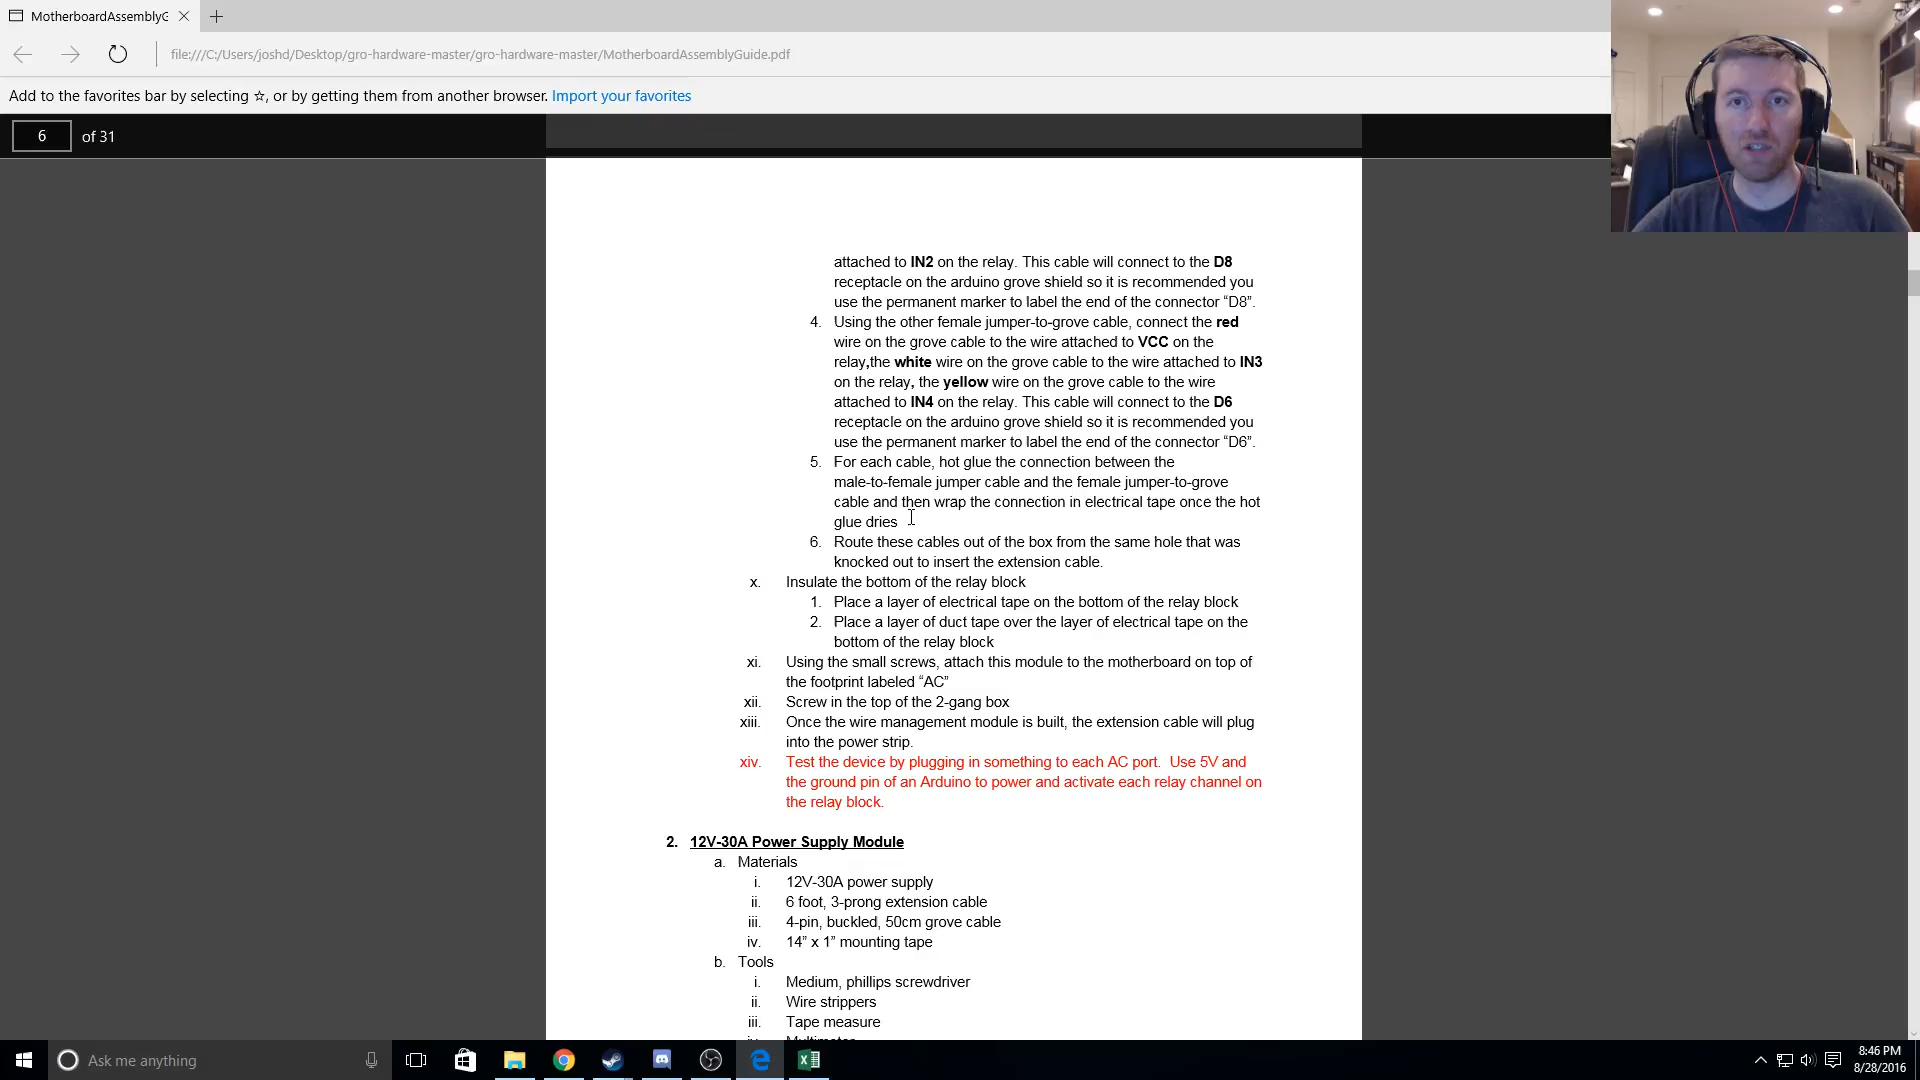 MotherboardAssemblyG
file:///C:/Users/joshd/Desktop/gro-hardware-master/gro-hardware-master/MotherboardAssemblyGuide.pdf
Add to the favorites bar by selecting ☆, or by getting them from another browser. Import your favorites
6 of 31
attached to IN2 on the relay. This cable will connect to the D8
receptacle on the arduino grove shield so it is recommended you
use the permanent marker to label the end of the connector “D8”.
4. Using the other female jumper-to-grove cable, connect the red
wire on the grove cable to the wire attached to VCC on the
relay,the white wire on the grove cable to the wire attached to IN3
on the relay, the yellow wire on the grove cable to the wire
attached to IN4 on the relay. This cable will connect to the D6
receptacle on the arduino grove shield so it is recommended you
use the permanent marker to label the end of the connector “D6”.
5. For each cable, hot glue the connection between the
male-to-female jumper cable and the female jumper-to-grove
cable and then wrap the connection in electrical tape once the hot
glue dries
6. Route these cables out of the box from the same hole that was
knocked out to insert the extension cable.
x. Insulate the bottom of the relay block
1. Place a layer of electrical tape on the bottom of the relay block
2. Place a layer of duct tape over the layer of electrical tape on the
bottom of the relay block
xi. Using the small screws, attach this module to the motherboard on top of
the footprint labeled “AC”
xii. Screw in the top of the 2-gang box
xiii. Once the wire management module is built, the extension cable will plug
into the power strip.
xiv. Test the device by plugging in something to each AC port. Use 5V and
the ground pin of an Arduino to power and activate each relay channel on
the relay block.
2. 12V-30A Power Supply Module
a. Materials
i. 12V-30A power supply
ii. 6 foot, 3-prong extension cable
iii. 4-pin, buckled, 50cm grove cable
iv. 14” x 1” mounting tape
b. Tools
i. Medium, phillips screwdriver
ii. Wire strippers
iii. Tape measure
iv. Multimeter
Ask me anything
8:46 PM
8/28/2016